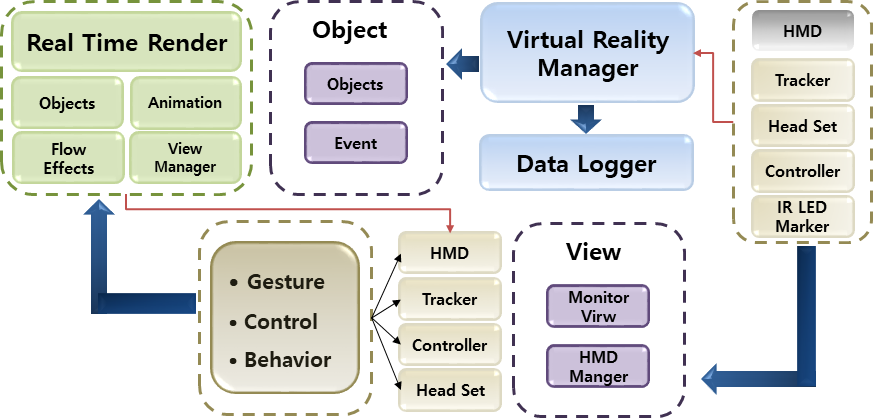 Real Time Render
Objects
Animation
Flow
Effects
View
Manager
Object
Objects
Event
Virtual Reality
Manager
Data Logger
HMD
Tracker
Head Set
Controller
IR LED
Marker
• Gesture
• Control
• Behavior
HMD
Tracker
Controller
Head Set
View
Monitor
Virw
HMD
Manger